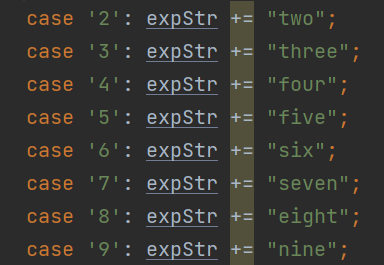 case '2': expStr += "two";
case '3': expStr += "three";
case '4': expStr += "four";
case '5': expStr += "five";
case '6': expStr += "six";
case '7': expStr += "seven";
case '8': expStr += "eight";
case '9': expStr += "nine";